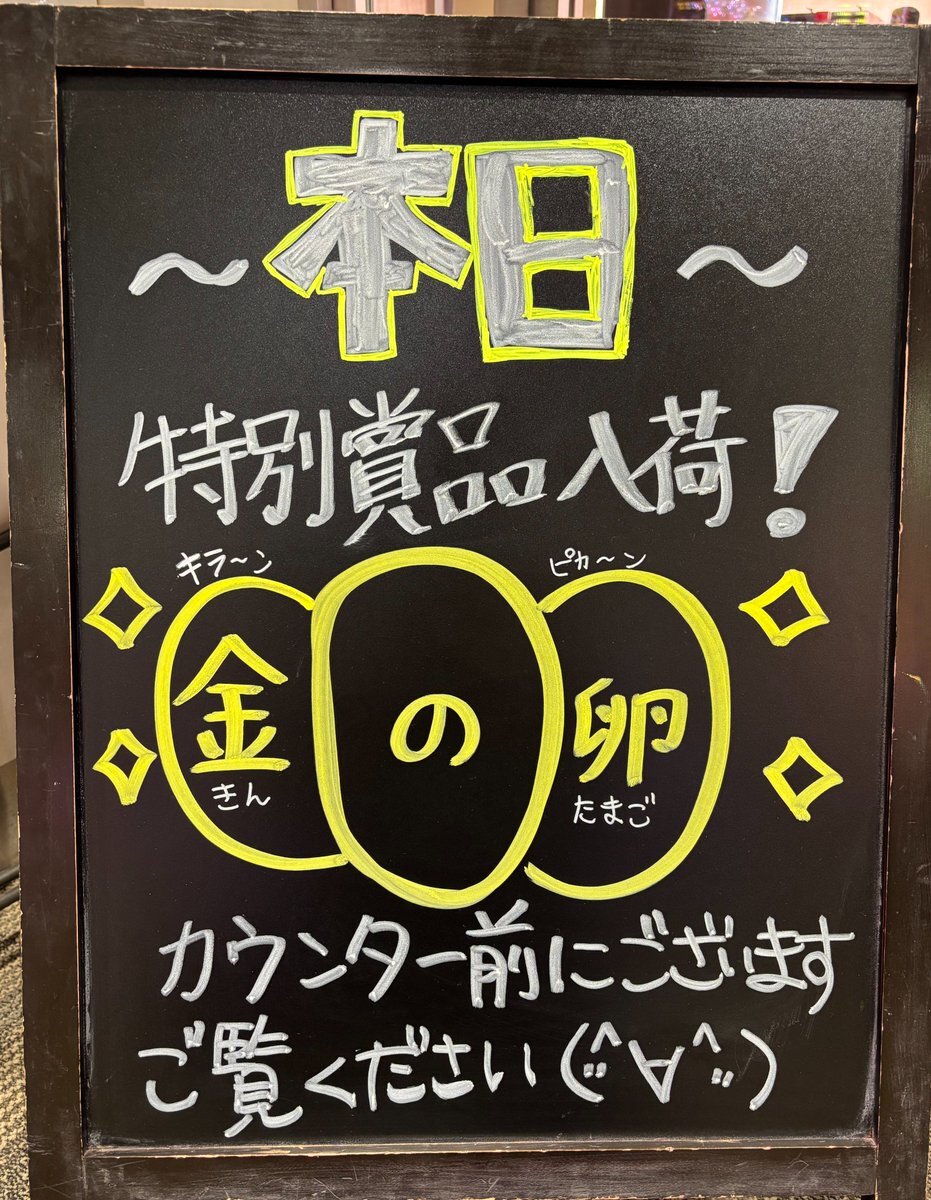 ～本日～
特別賞品入荷！
キラ～ン ピカ～ン
金の卵
きん たまご
カウンター前にございます
ご覧ください(^¨∀^¨)